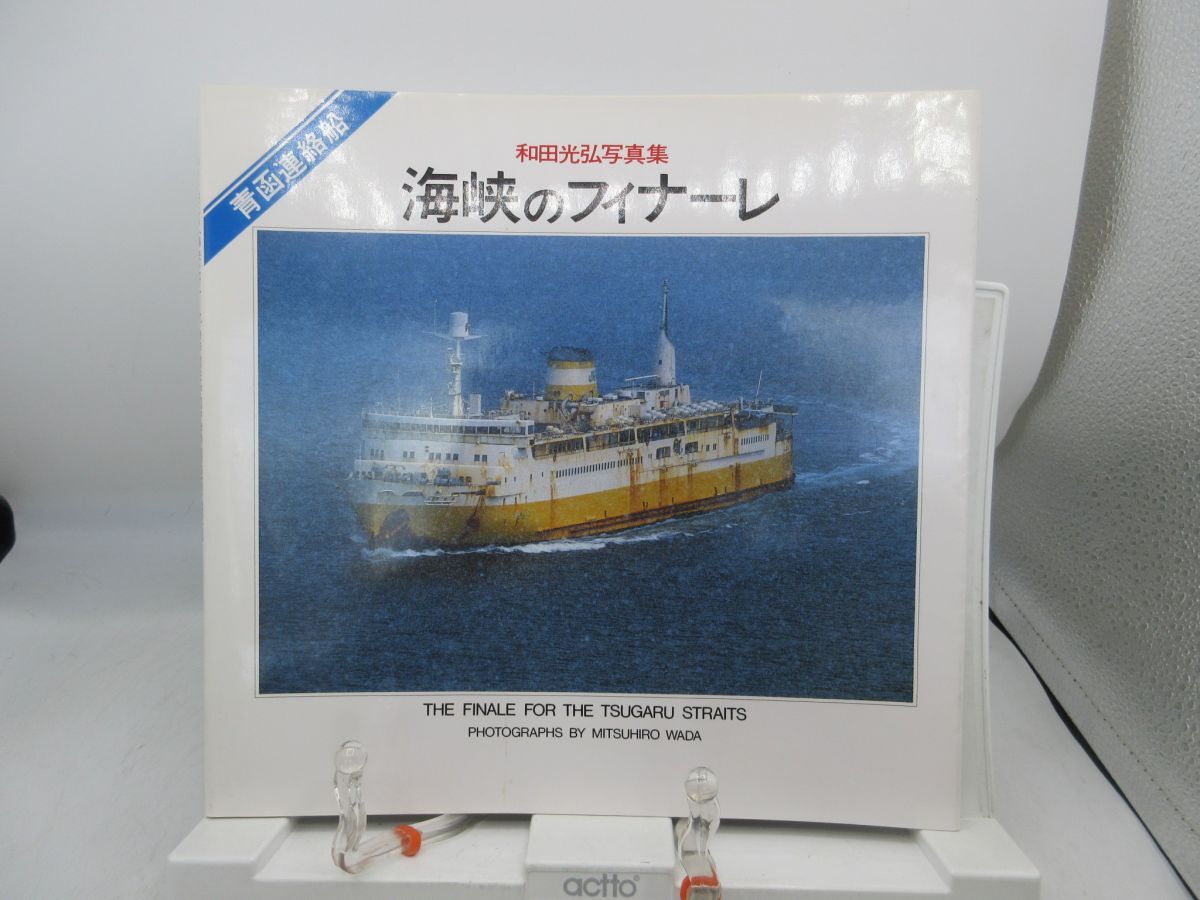 青函連絡船
和田光弘写真集
海峡のフィナーレ
THE FINALE FOR THE TSUGARU STRAITS
PHOTOGRAPHS BY MITSUHIRO WADA
actto®